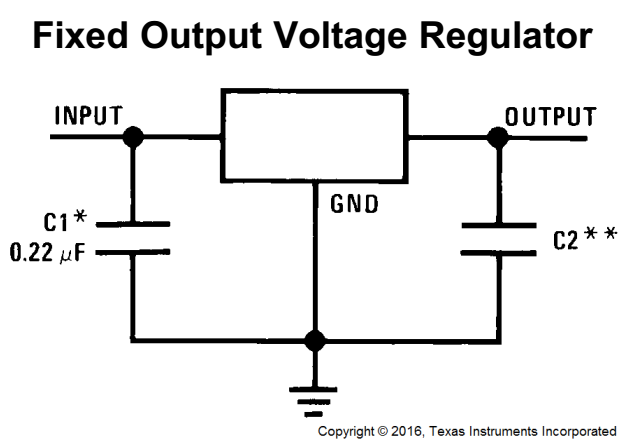 Fixed Output Voltage Regulator
INPUT
OUTPUT
GND
C1*
0.22 μF
C2**
Copyright © 2016, Texas Instruments Incorporated